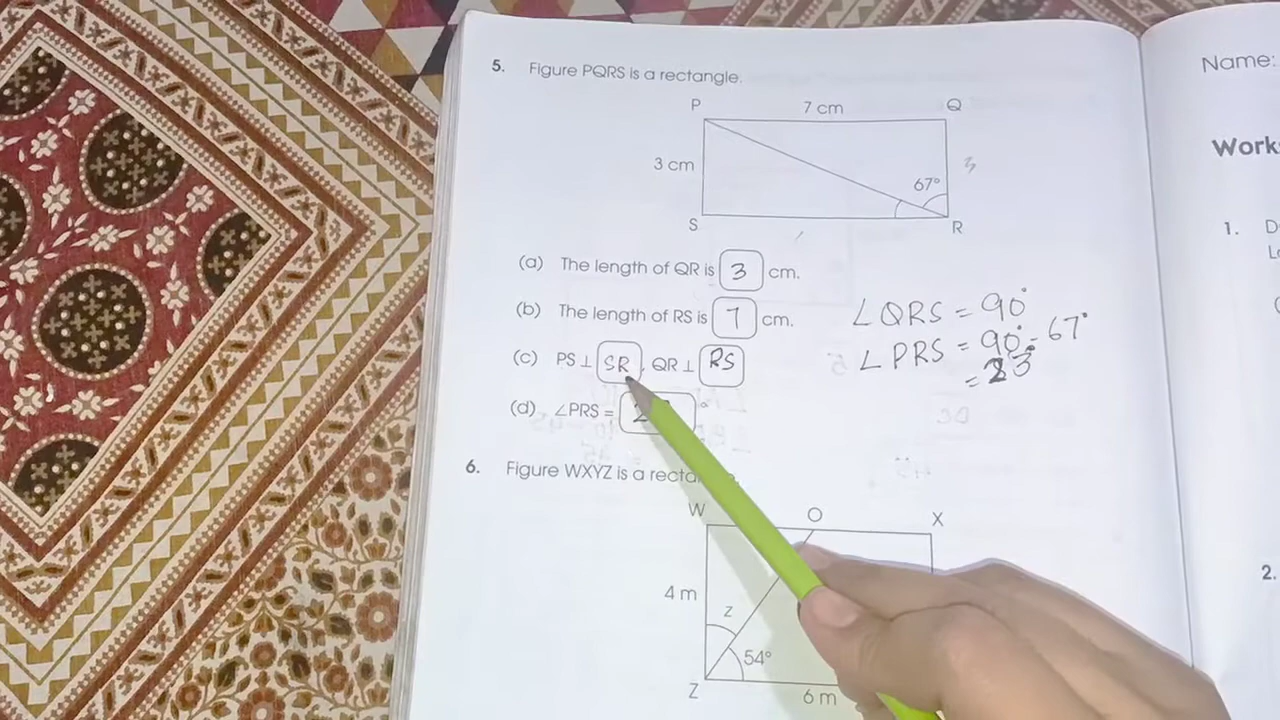 5. Figure PQRS is a rectangle.
P 7 cm Q
3 cm 3
67°
S R
(a) The length of QR is 3 cm.
(b) The length of RS is 7 cm.
(c) PS ⊥ SR, QR ⊥ RS
(d) ∠PRS = 2 °
∠QRS = 90°
∠PRS = 90° - 67°
= 23°
6. Figure WXYZ is a
W O X
4 m z
54°
Z 6 m
Name:
Work
1. D
2.